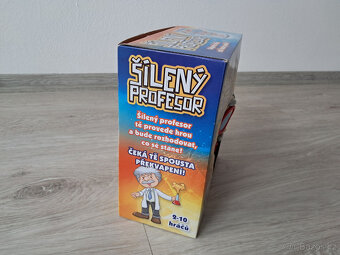 ŠÍLENÝ
PROFESOR
Šílený profesor
tě provede hrou
a bude rozhodovat,
co se stane!
ČEKÁ TĚ SPOUSTA
PŘEKVAPENÍ!
2-10
hráčů